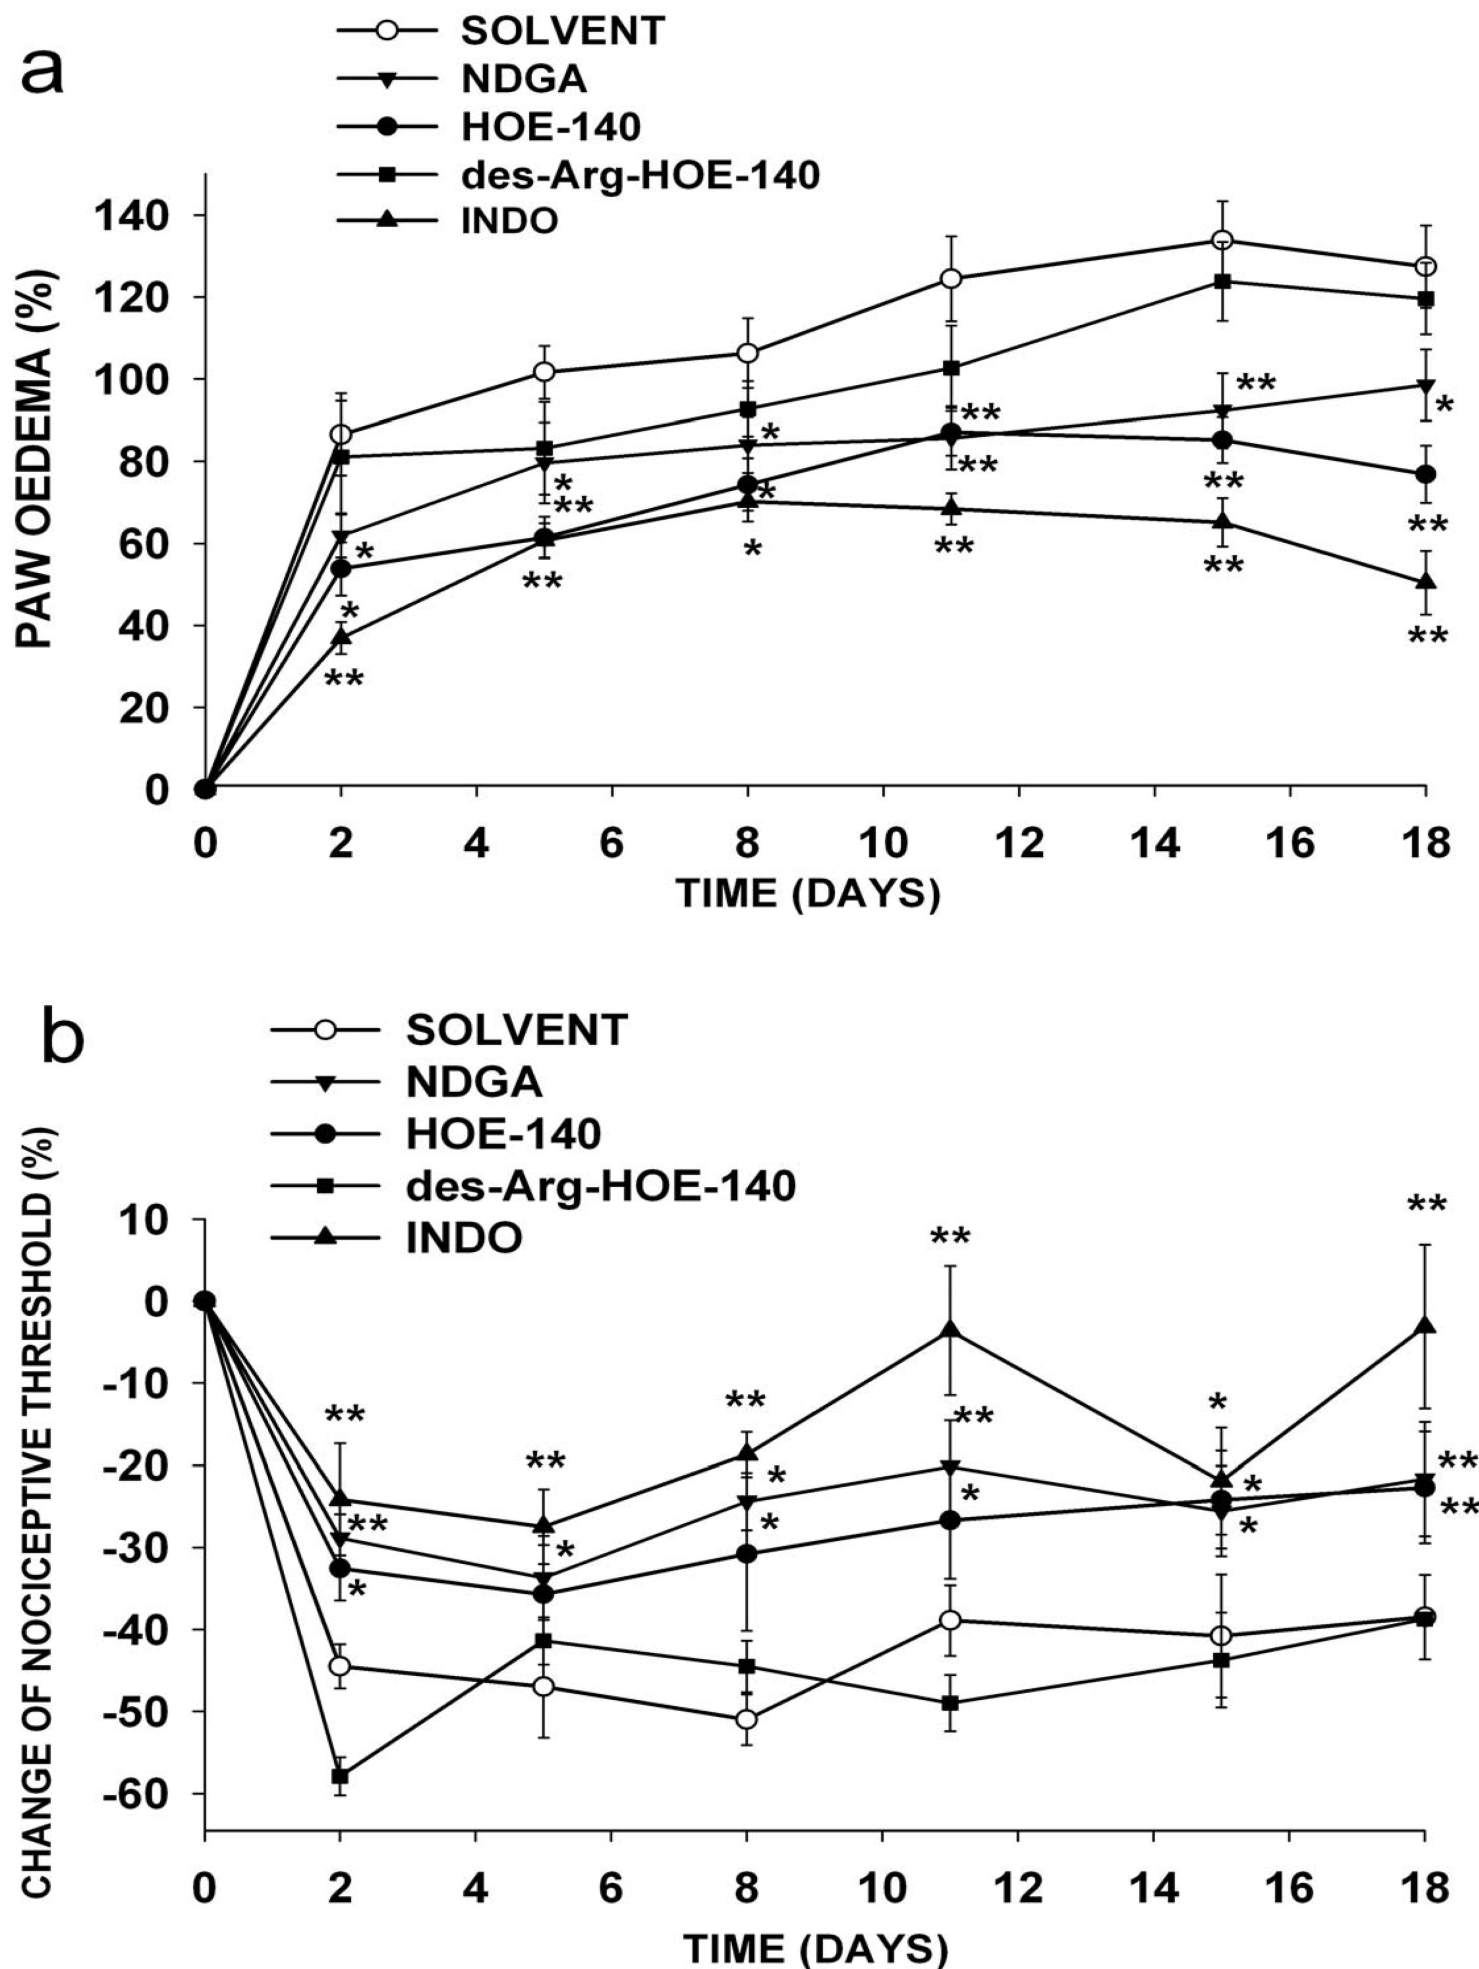 a
SOLVENT
NDGA
HOE-140
des-Arg-HOE-140
INDO
PAW OEDEMA (%)
140
120
100
80
60
40
20
0
*
*
**
*
**
**
*
*
*
**
**
**
**
**
**
*
**
**
0 2 4 6 8 10 12 14 16 18
TIME (DAYS)
b
SOLVENT
NDGA
HOE-140
des-Arg-HOE-140
INDO
CHANGE OF NOCICEPTIVE THRESHOLD (%)
10
0
-10
-20
-30
-40
-50
-60
**
**
*
**
*
**
*
*
**
**
*
*
*
*
**
**
**
0 2 4 6 8 10 12 14 16 18
TIME (DAYS)